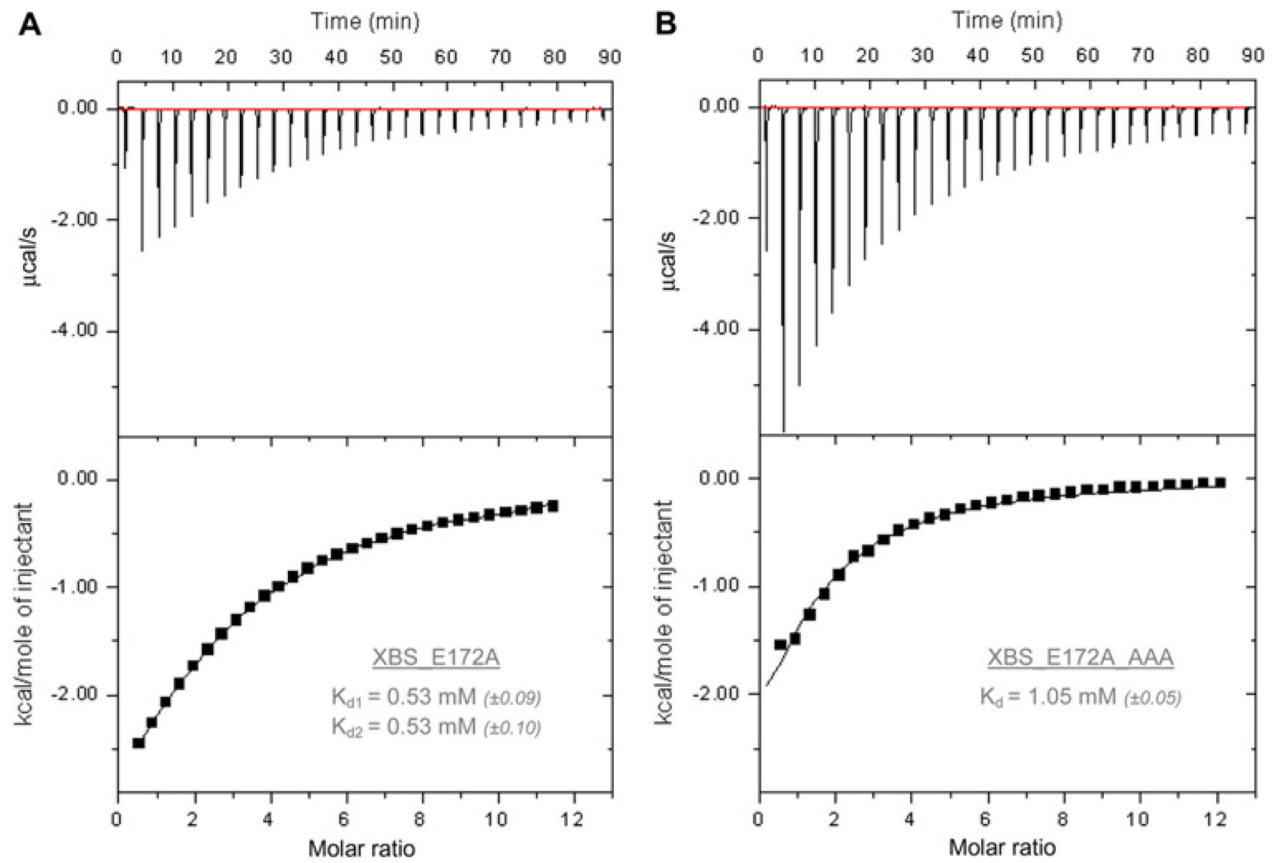 A
Time (min)
0 10 20 30 40 50 60 70 80 90
0.00
-2.00
-4.00
µcal/s
0.00
-1.00
-2.00
kcal/mole of injectant
XBS_E172A
Kd1 = 0.53 mM (±0.09)
Kd2 = 0.53 mM (±0.10)
0 2 4 6 8 10 12
Molar ratio
B
Time (min)
0 10 20 30 40 50 60 70 80 90
0.00
-2.00
-4.00
µcal/s
0.00
-1.00
-2.00
kcal/mole of injectant
XBS_E172A_AAA
Kd = 1.05 mM (±0.05)
0 2 4 6 8 10 12
Molar ratio